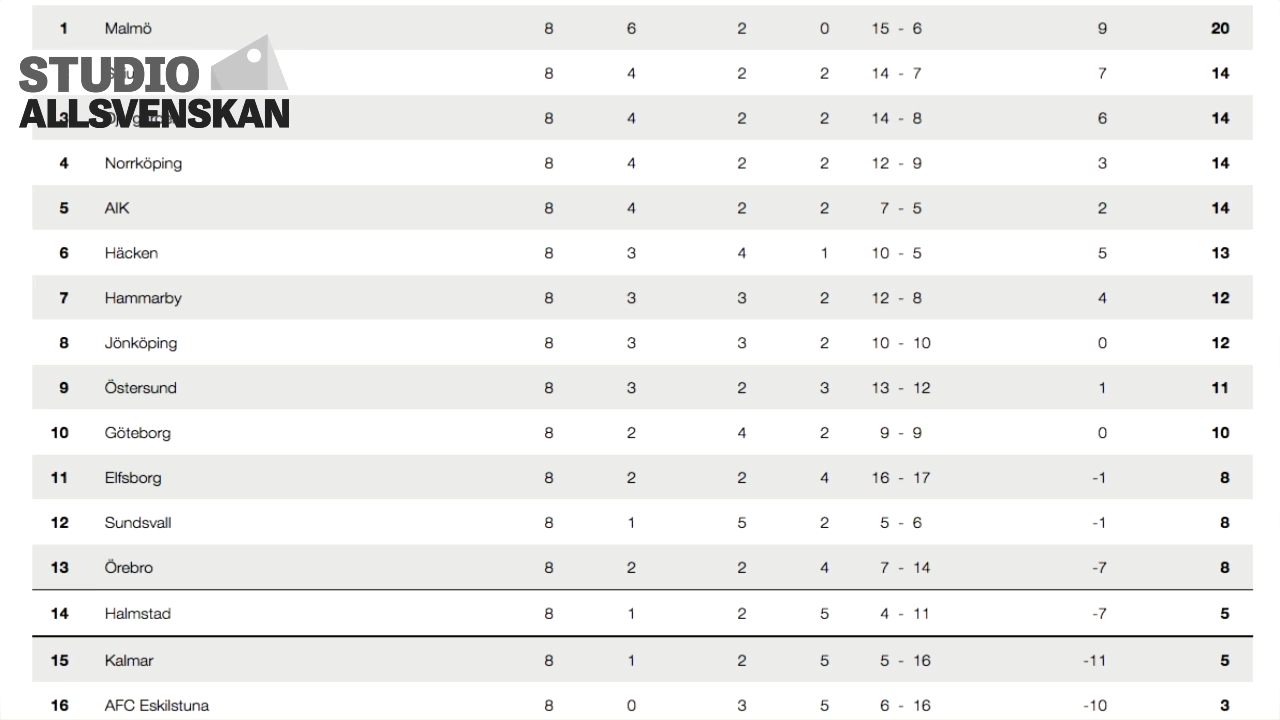 1 Malmö 8 6 2 0 15 - 6 9 20
STUDIO
8 4 2 2 14 - 7 7 14
ALLSVENSKAN
3 8 4 2 2 14 - 8 6 14
4 Norrköping 8 4 2 2 12 - 9 3 14
5 AIK 8 4 2 2 7 - 5 2 14
6 Häcken 8 3 4 1 10 - 5 5 13
7 Hammarby 8 3 3 2 12 - 8 4 12
8 Jönköping 8 3 3 2 10 - 10 0 12
9 Östersund 8 3 2 3 13 - 12 1 11
10 Göteborg 8 2 4 2 9 - 9 0 10
11 Elfsborg 8 2 2 4 16 - 17 -1 8
12 Sundsvall 8 1 5 2 5 - 6 -1 8
13 Örebro 8 2 2 4 7 - 14 -7 8
14 Halmstad 8 1 2 5 4 - 11 -7 5
15 Kalmar 8 1 2 5 5 - 16 -11 5
16 AFC Eskilstuna 8 0 3 5 6 - 16 -10 3